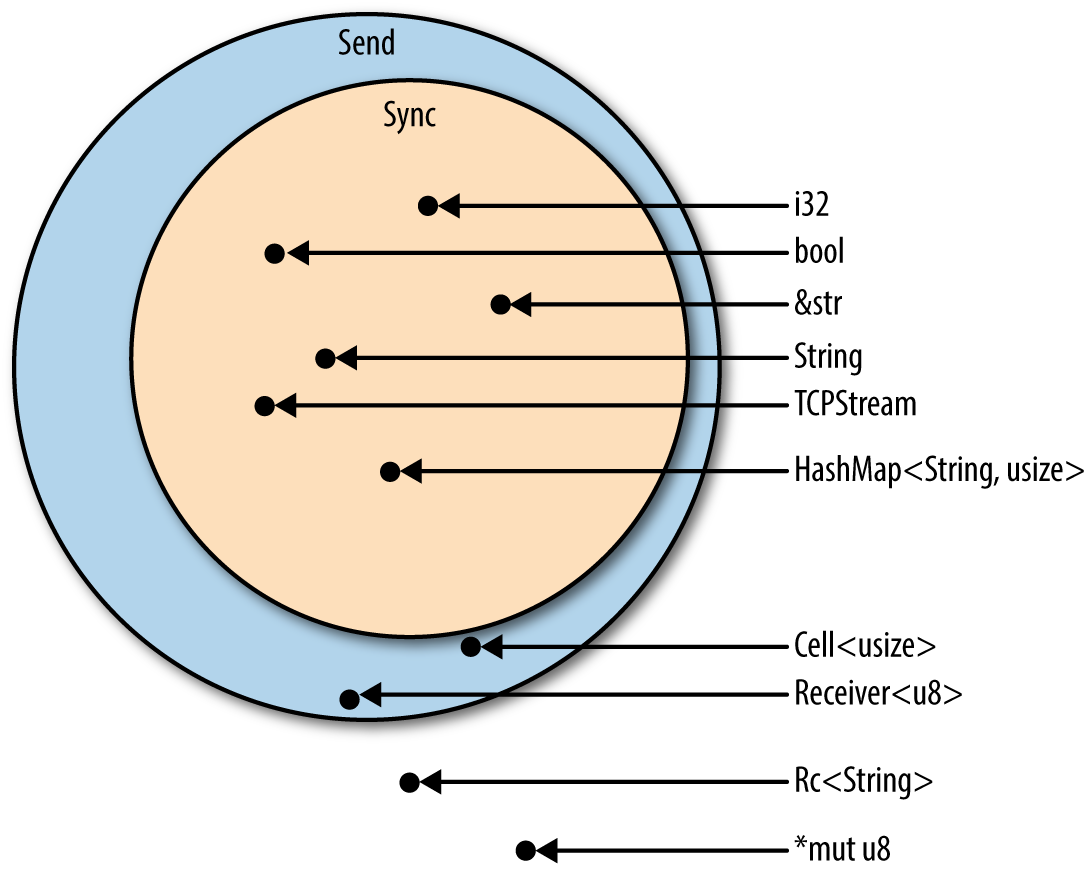 Send
Sync
i32
bool
&str
String
TCPStream
HashMap<String, usize>
Cell<usize>
Receiver<u8>
Rc<String>
*mut u8